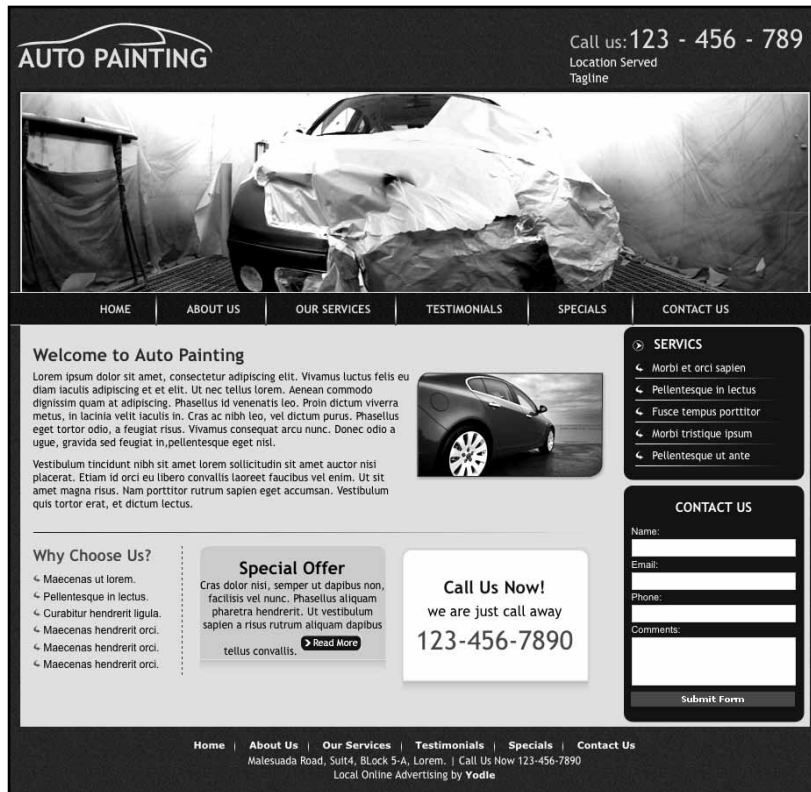 AUTO PAINTING
Call us:123 - 456 - 789
Location Served
Tagline
HOME
ABOUT US
OUR SERVICES
TESTIMONIALS
SPECIALS
CONTACT US
Welcome to Auto Painting
Lorem ipsum dolor sit amet, consectetur adipiscing elit. Vivamus luctus felis eu
diam iaculis adipiscing et et elit. Ut nec tellus lorem. Aenean commodo
dignissim quam at adipiscing. Phasellus id venenatis leo. Proin dictum viverra
metus, in lacinia velit iaculis in. Cras ac nibh leo, vel dictum purus. Phasellus
eget tortor odio, a feugiat risus. Vivamus consequat arcu nunc. Donec odio a
ugue, gravida sed feugiat in,pellentesque eget nisl.
Vestibulum tincidunt nibh sit amet lorem sollicitudin sit amet auctor nisi
placerat. Etiam id orci eu libero convallis laoreet faucibus vel enim. Ut sit
amet magna risus. Nam porttitor rutrum sapien eget accumsan. Vestibulum
quis tortor erat, et dictum lectus.
Why Choose Us?
Maecenas ut lorem.
Pellentesque in lectus.
Curabitur hendrerit ligula.
Maecenas hendrerit orci.
Maecenas hendrerit orci.
Maecenas hendrerit orci.
Special Offer
Cras dolor nisi, semper ut dapibus non,
facilisis vel nunc. Phasellus aliquam
pharetra hendrerit. Ut vestibulum
sapien a risus rutrum aliquam dapibus
tellus convallis. Read More
Call Us Now!
we are just call away
123-456-7890
SERVICS
Morbi et orci sapien
Pellentesque in lectus
Fusce tempus porttitor
Morbi tristique ipsum
Pellentesque ut ante
CONTACT US
Name:
Email:
Phone:
Comments:
Submit Form
Home | About Us | Our Services | Testimonials | Specials | Contact Us
Malesuada Road, Suit4, BLock 5-A, Lorem. | Call Us Now 123-456-7890
Local Online Advertising by Yodle